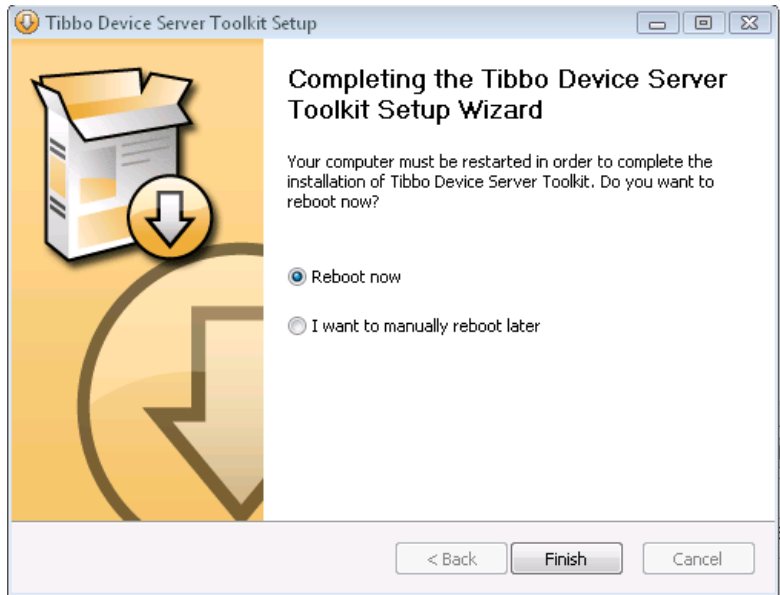 Tibbo Device Server Toolkit Setup
Completing the Tibbo Device Server
Toolkit Setup Wizard
Your computer must be restarted in order to complete the
installation of Tibbo Device Server Toolkit. Do you want to
reboot now?
Reboot now
I want to manually reboot later
< Back
Finish
Cancel